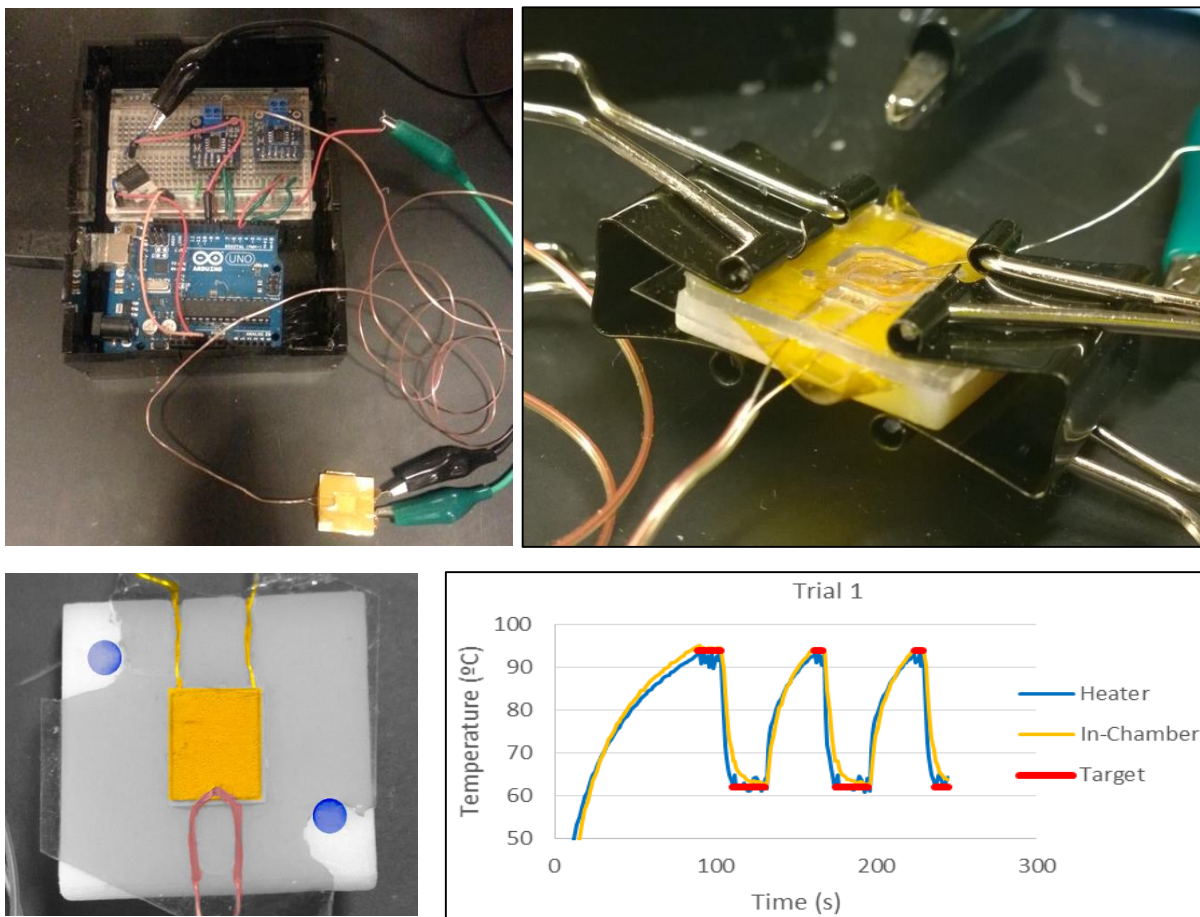 ARDUINO
UNO
Trial 1
100
90
80
70
60
50
Temperature (ºC)
0
100
200
300
Time (s)
Heater
In-Chamber
Target